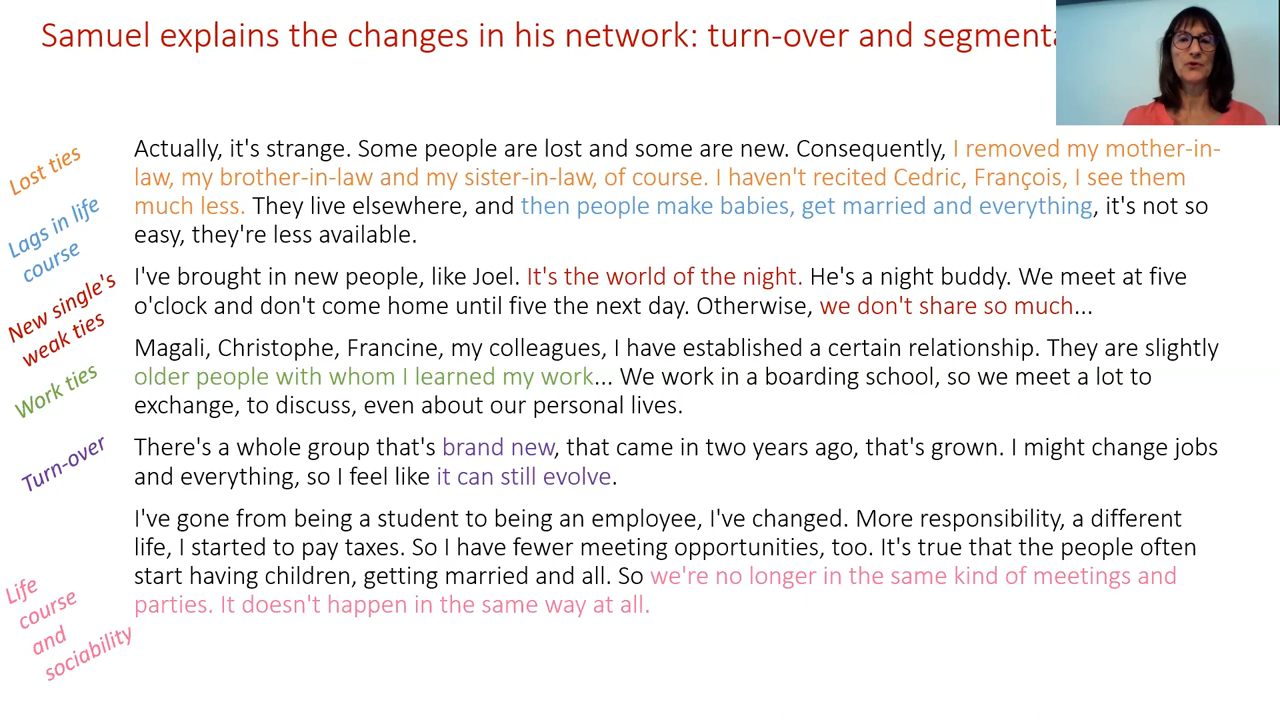 Samuel explains the changes in his network: turn-over and segmenta
Lost ties
Actually, it's strange. Some people are lost and some are new. Consequently, I removed my mother-in-
law, my brother-in-law and my sister-in-law, of course. I haven't recited Cedric, François, I see them
much less. They live elsewhere, and then people make babies, get married and everything, it's not so
easy, they're less available.
Lags in life
course
I've brought in new people, like Joel. It's the world of the night. He's a night buddy. We meet at five
o'clock and don't come home until five the next day. Otherwise, we don't share so much...
New single's
weak ties
Magali, Christophe, Francine, my colleagues, I have established a certain relationship. They are slightly
older people with whom I learned my work... We work in a boarding school, so we meet a lot to
exchange, to discuss, even about our personal lives.
Work ties
There's a whole group that's brand new, that came in two years ago, that's grown. I might change jobs
and everything, so I feel like it can still evolve.
Turn-over
I've gone from being a student to being an employee, I've changed. More responsibility, a different
life, I started to pay taxes. So I have fewer meeting opportunities, too. It's true that the people often
start having children, getting married and all. So we're no longer in the same kind of meetings and
parties. It doesn't happen in the same way at all.
Life
course
and
sociability